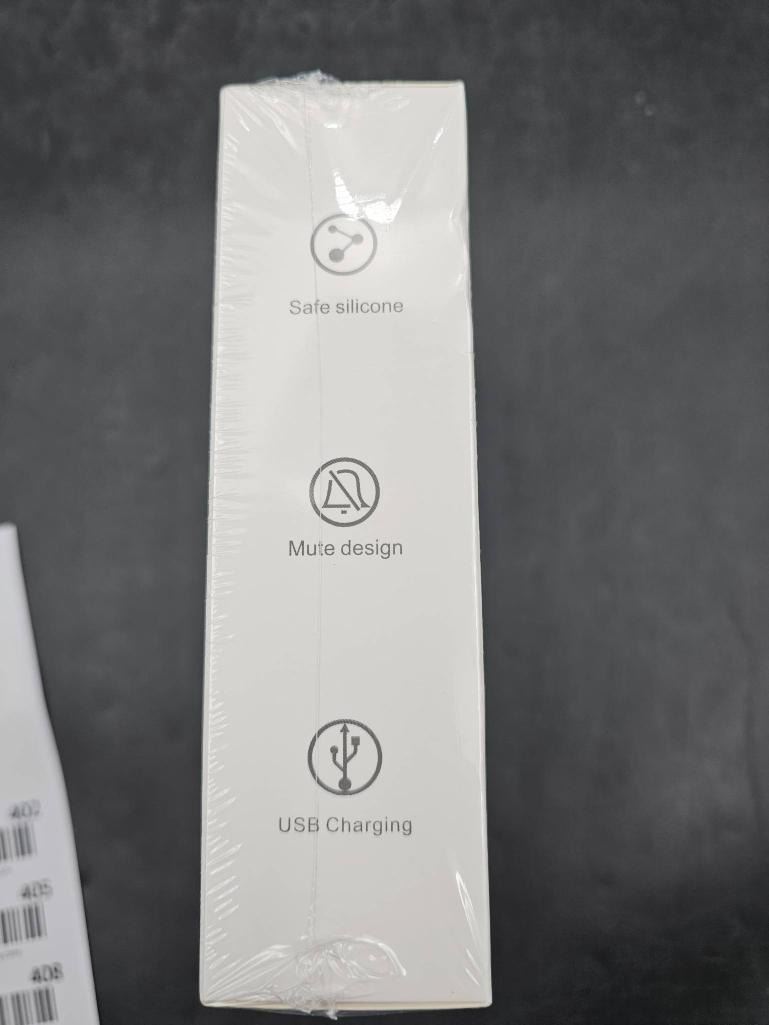 Safe silicone
Mute design
USB Charging
402
405
408